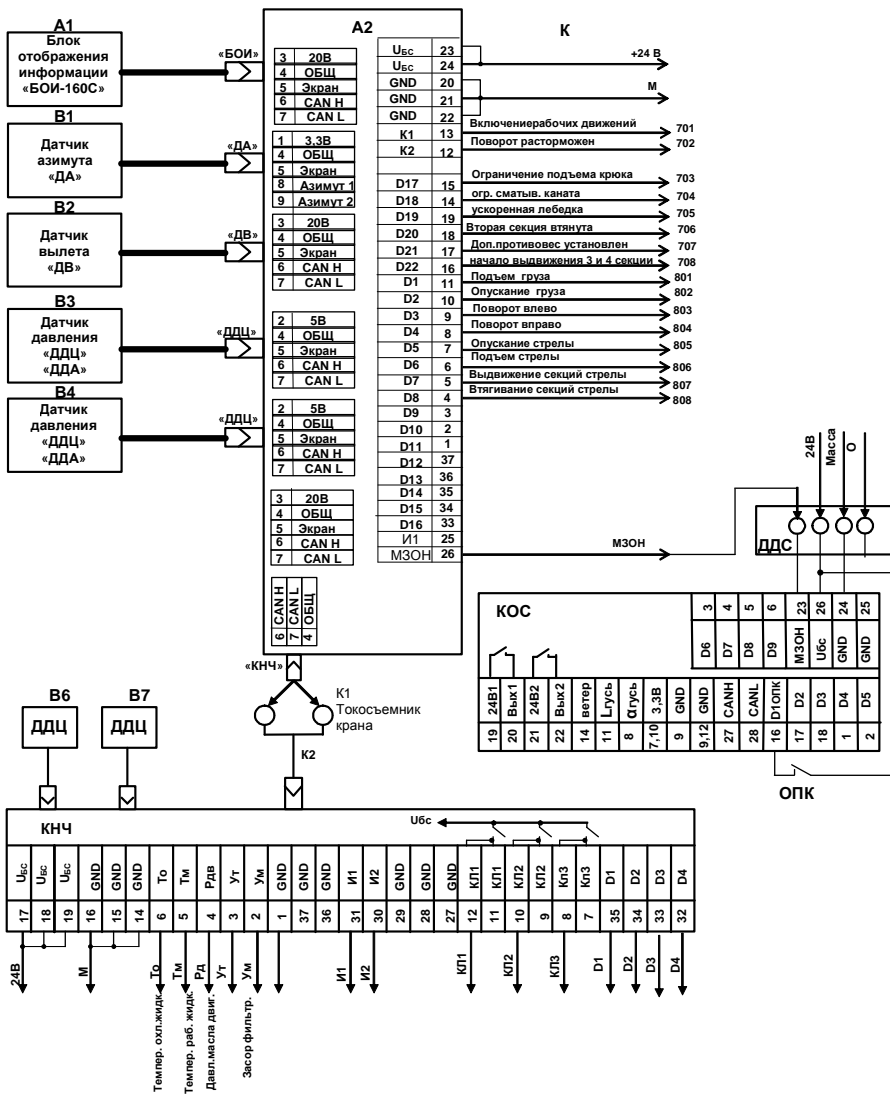 А1
Блок
отображения
информации
«БОИ-160С»
«БОИ»
В1
Датчик
азимута
«ДА»
«ДА»
В2
Датчик
вылета
«ДВ»
«ДВ»
В3
Датчик
давления
«ДДЦ»
«ДДА»
«ДДЦ»
В4
Датчик
давления
«ДДЦ»
«ДДА»
«ДДЦ»
А2
3 20В
4 ОБЩ
5 Экран
6 CAN H
7 CAN L
1 3,3В
4 ОБЩ
5 Экран
8 Азимут 1
9 Азимут 2
3 20В
4 ОБЩ
5 Экран
6 CAN H
7 CAN L
2 5В
4 ОБЩ
5 Экран
6 CAN H
7 CAN L
2 5В
4 ОБЩ
5 Экран
6 CAN H
7 CAN L
3 20В
4 ОБЩ
5 Экран
6 CAN H
7 CAN L
6 CAN H
7 CAN L
4 ОБЩ
К
UБС 23
UБС 24
GND 20
GND 21
GND 22
К1 13
К2 12
D17 15
D18 14
D19 19
D20 18
D21 17
D22 16
D1 11
D2 10
D3 9
D4 8
D5 7
D6 6
D7 5
D8 4
D9 3
D10 2
D11 1
D12 37
D13 36
D14 35
D15 34
D16 33
И1 25
МЗОН 26
+24 В
М
Включениерабочих движений 701
Поворот расторможен 702
Ограничение подъема крюка 703
огр. сматыв. каната 704
ускоренная лебедка 705
Вторая секция втянута 706
Доп.противовес установлен 707
начало выдвижения 3 и 4 секции 708
Подъем груза 801
Опускание груза 802
Поворот влево 803
Поворот вправо 804
Опускание стрелы 805
Подъем стрелы 806
Выдвижение секций стрелы 807
Втягивание секций стрелы 808
МЗОН
24В
Масса
О
ДДС
КОС
3 D6
4 D7
5 D8
6 D9
23 МЗОН
26 Uбс
24 GND
25 GND
24В1 19
Вых1 20
24В2 21
Вых2 22
ветер 14
Lгусь 11
αгусь 8
3,3В 7,10
GND 9
GND 9,12
CANH 27
CANL 28
D1ОПК 16
D2 17
D3 18
D4 1
D5 2
ОПК
«КНЧ»
К1
Токосъемник
крана
К2
В6
ДДЦ
В7
ДДЦ
КНЧ
Uбс
UБС 17
UБС 18
UБС 19
GND 16
GND 15
GND 14
То 6
Тм 5
Рдв 4
Ут 3
Ум 2
GND 1
GND 37
GND 36
И1 31
И2 30
GND 29
GND 28
GND 27
КЛ1 12
КЛ1 11
КЛ2 10
КЛ2 9
Кл3 8
Кл3 7
D1 35
D2 34
D3 33
D4 32
24В
М
То
Тм
Рд
Ут
Ум
И1
И2
КЛ1
КЛ2
КЛ3
D1
D2
D3
D4
Темпер. охл.жидк.
Темпер. раб. жидк.
Давл.масла двиг.
Засор фильтр.